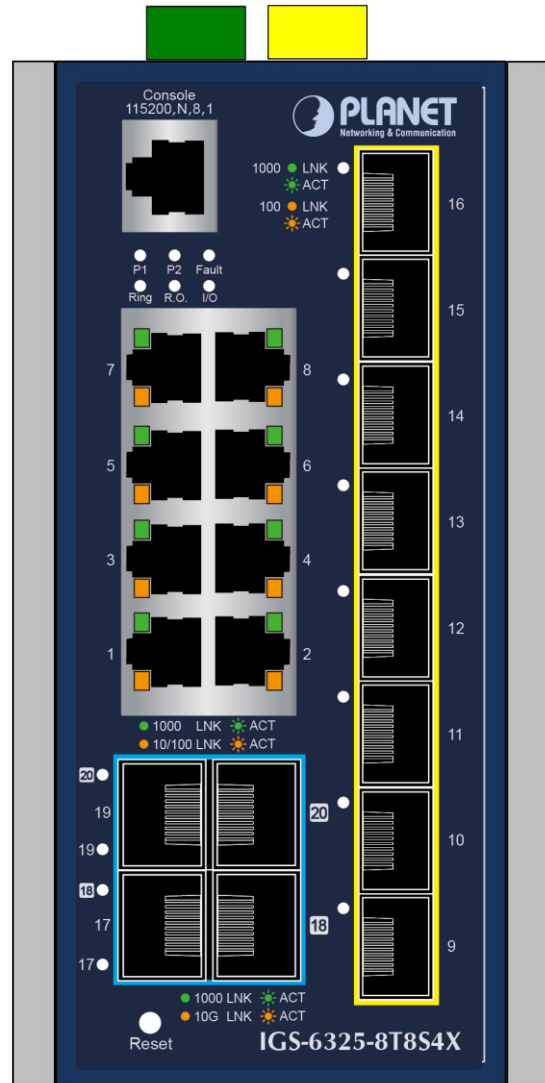 Console
115200,N,8,1
PLANET
Networking & Communication
1000 LNK
ACT
100 LNK
ACT
16
15
14
13
12
11
10
9
P1 P2 Fault
Ring R.O. I/O
7 8
5 6
3 4
1 2
1000 LNK ACT
10/100 LNK ACT
20
19 20
19
18
17 18
17
1000 LNK ACT
10G LNK ACT
Reset
IGS-6325-8T8S4X